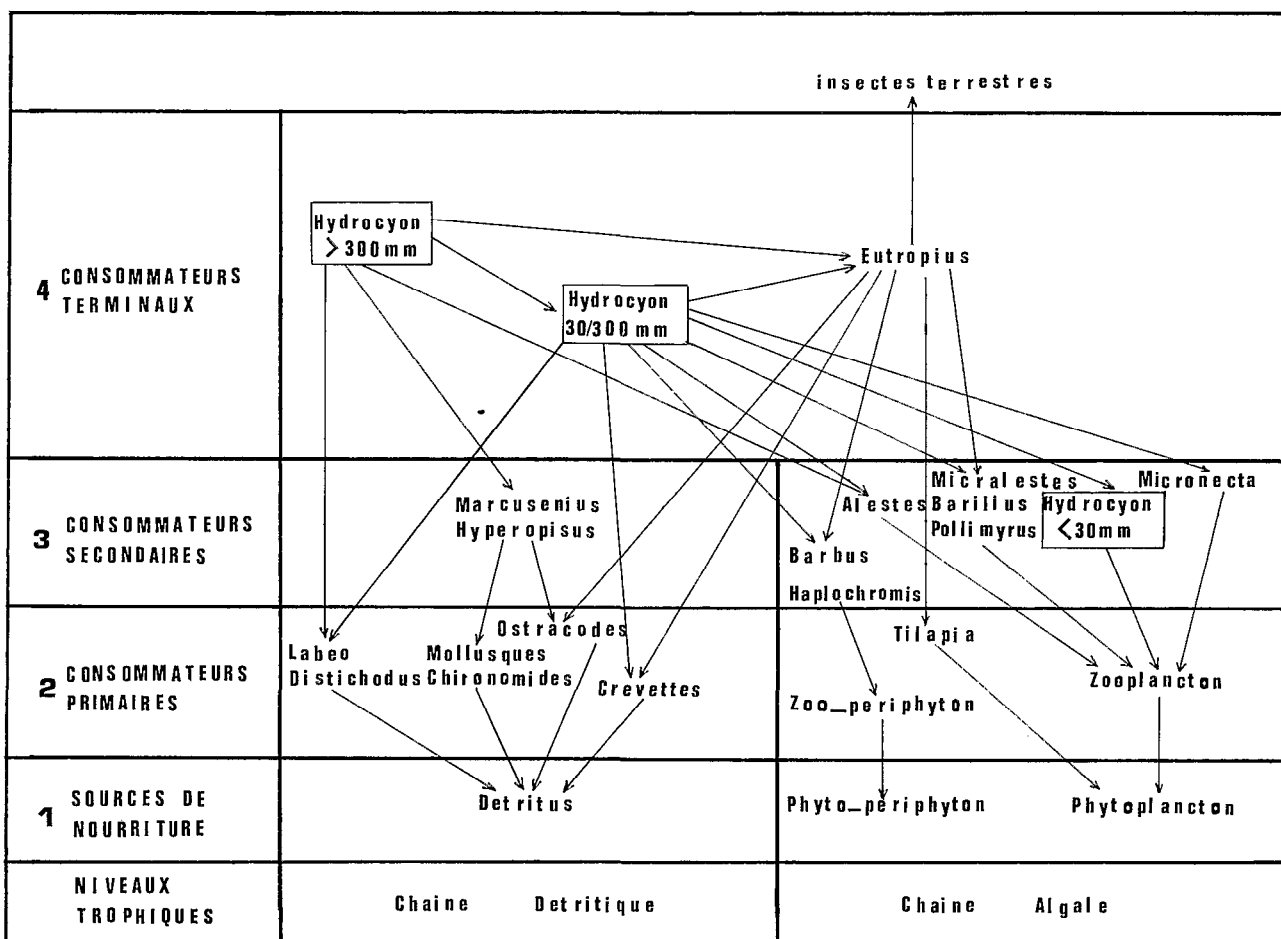 insectes terrestres
4 CONSOMMATEURS
TERMINAUX
Hydrocyon
>300mm
Eutropius
Hydrocyon
30/300mm
3 CONSOMMATEURS
SECONDAIRES
Marcusenius
Hyperopisus
Alestes
Micralestes
Barilius
Pollimyrus
Hydrocyon
<30mm
Micronecta
Barbus
Haplochromis
2 CONSOMMATEURS
PRIMAIRES
Labeo
Distichodus
Mollusques
Chironomides
Ostracodes
Crevettes
Tilapia
Zoo_periphyton
Zooplancton
1 SOURCES DE
NOURRITURE
Detritus
Phyto_periphyton
Phytoplancton
NIVEAUX
TROPHIQUES
Chaine Detritique
Chaine Algale